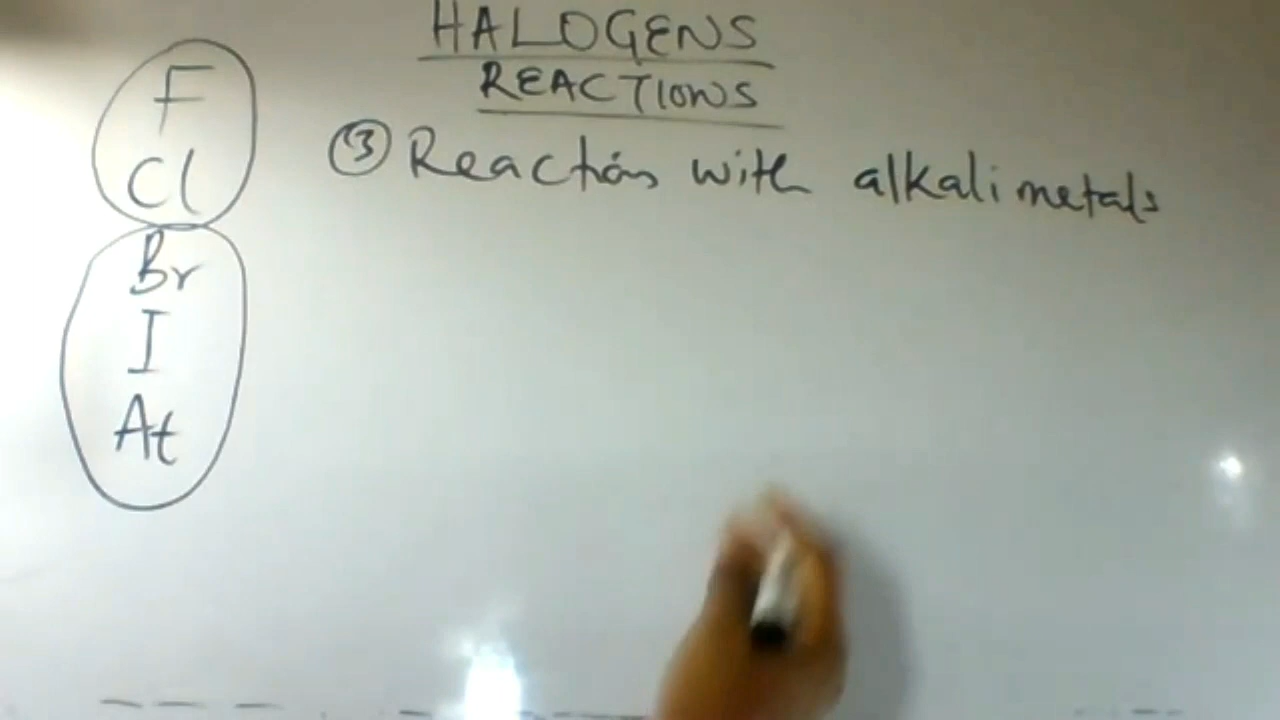 HALOGENS
REACTIONS
③ Reactions with alkali metals
F
Cl
Br
I
At